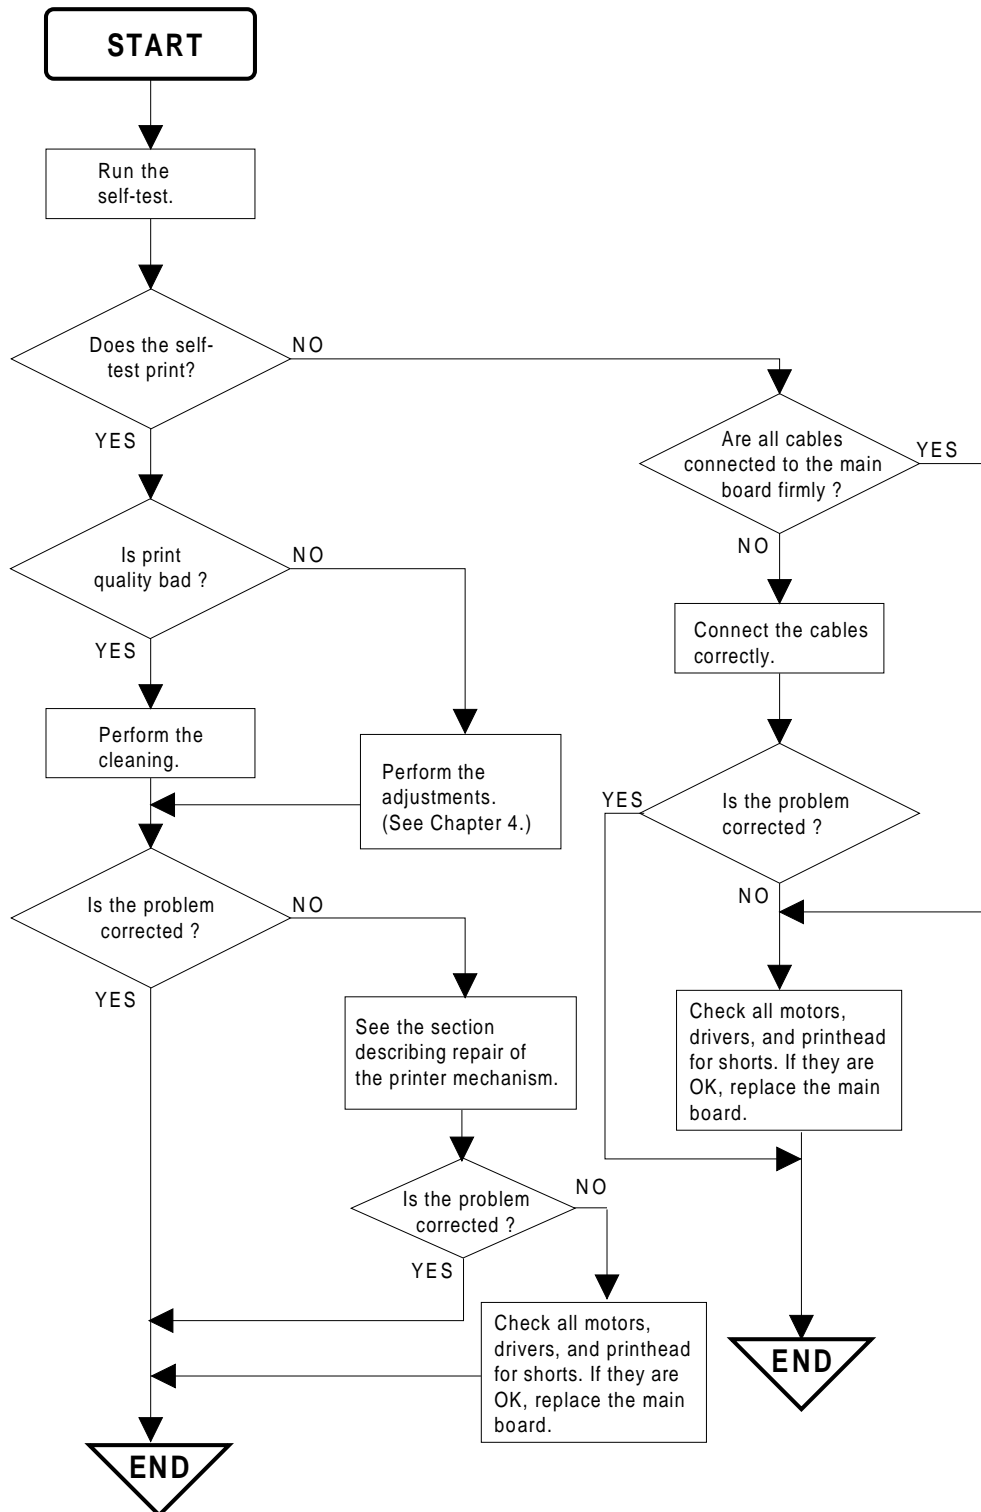 START
Run the
self-test.
Does the self-
test print?
NO
YES
Are all cables
connected to the main
board firmly ?
YES
NO
Is print
quality bad ?
NO
YES
Connect the cables
correctly.
Perform the
cleaning.
Perform the
adjustments.
(See Chapter 4.)
Is the problem
corrected ?
YES
NO
Is the problem
corrected ?
NO
YES
See the section
describing repair of
the printer mechanism.
Check all motors,
drivers, and printhead
for shorts. If they are
OK, replace the main
board.
Is the problem
corrected ?
NO
YES
Check all motors,
drivers, and printhead
for shorts. If they are
OK, replace the main
board.
END
END